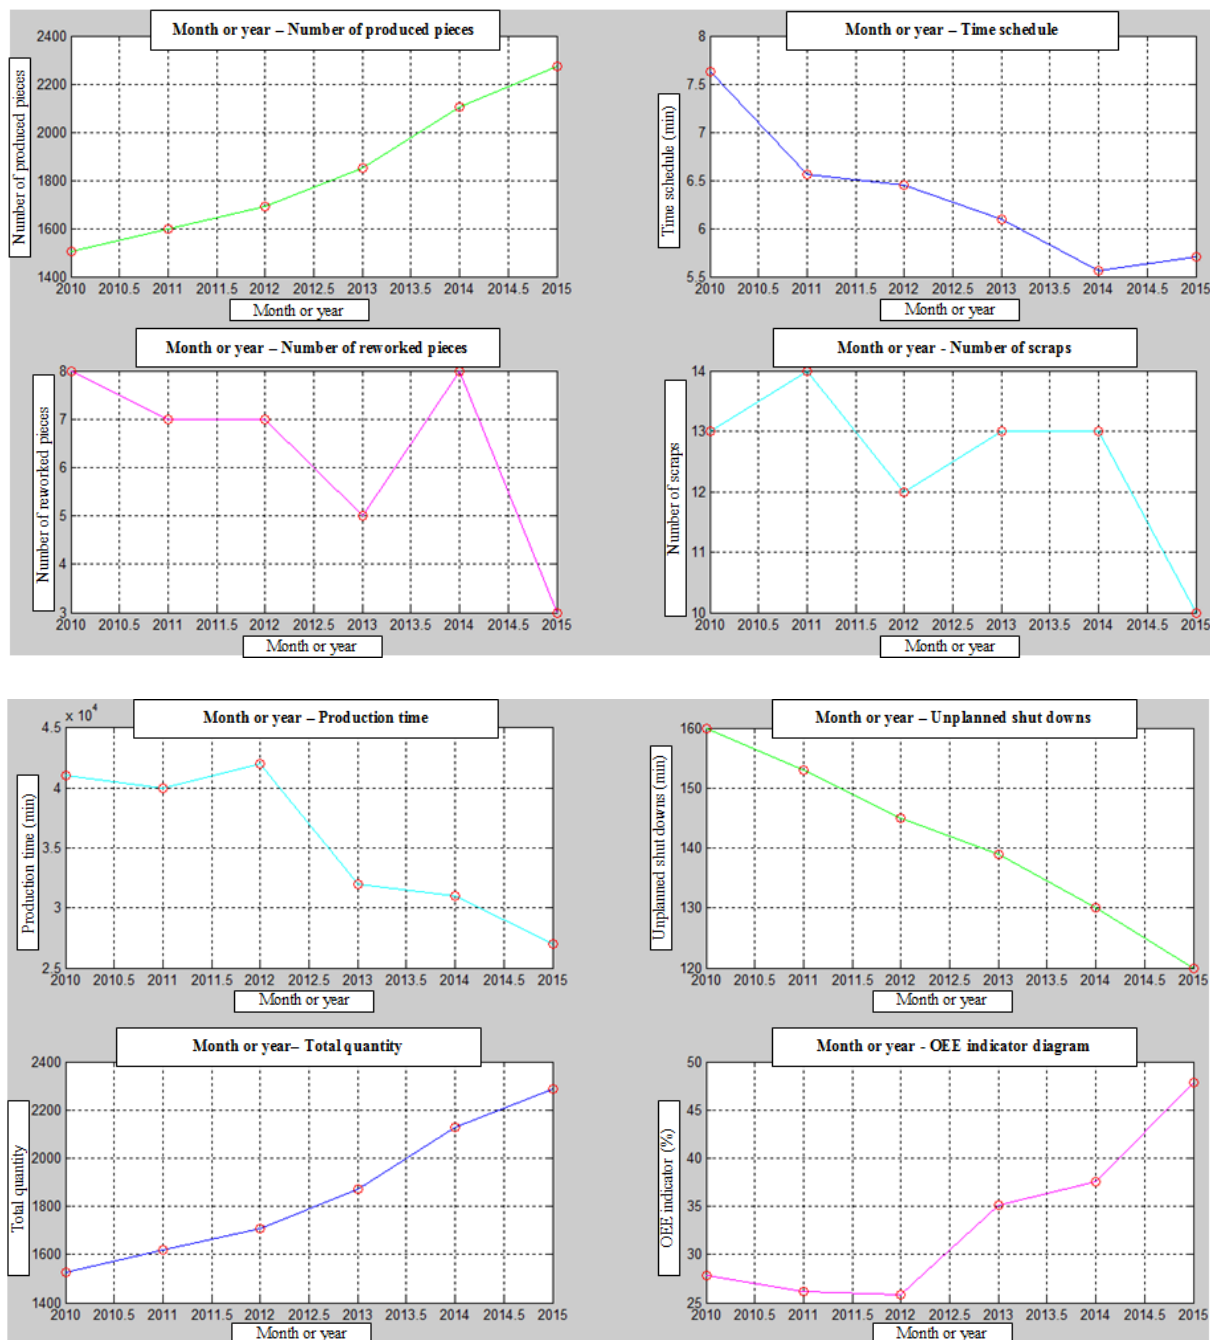 Month or year – Number of produced pieces
Number of produced pieces
2400
2200
2000
1800
1600
1400
2010 2010.5 2011 2011.5 2012 2012.5 2013 2013.5 2014 2014.5 2015
Month or year
Month or year – Time schedule
Time schedule (min)
8
7.5
7
6.5
6
5.5
2010 2010.5 2011 2011.5 2012 2012.5 2013 2013.5 2014 2014.5 2015
Month or year
Month or year – Number of reworked pieces
Number of reworked pieces
8
7
6
5
4
3
2010 2010.5 2011 2011.5 2012 2012.5 2013 2013.5 2014 2014.5 2015
Month or year
Month or year - Number of scraps
Number of scraps
14
13
12
11
10
2010 2010.5 2011 2011.5 2012 2012.5 2013 2013.5 2014 2014.5 2015
Month or year
Month or year – Production time
Production time (min)
x 10⁴
4.5
4
3.5
3
2.5
2010 2010.5 2011 2011.5 2012 2012.5 2013 2013.5 2014 2014.5 2015
Month or year
Month or year – Unplanned shut downs
Unplanned shut downs (min)
160
150
140
130
120
2010 2010.5 2011 2011.5 2012 2012.5 2013 2013.5 2014 2014.5 2015
Month or year
Month or year– Total quantity
Total quantity
2400
2200
2000
1800
1600
1400
2010 2010.5 2011 2011.5 2012 2012.5 2013 2013.5 2014 2014.5 2015
Month or year
Month or year - OEE indicator diagram
OEE indicator (%)
50
45
40
35
30
25
2010 2010.5 2011 2011.5 2012 2012.5 2013 2013.5 2014 2014.5 2015
Month or year